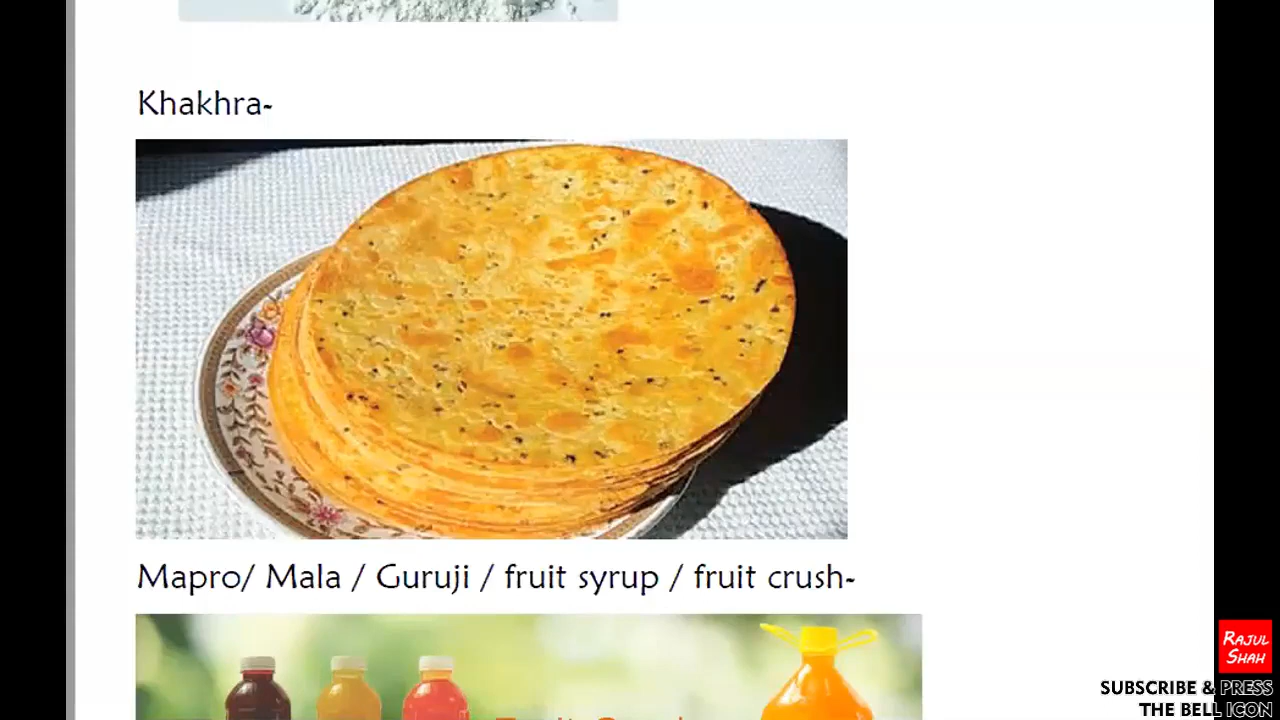 Khakhra-
Mapro/ Mala / Guruji / fruit syrup / fruit crush-
RAJUL
SHAH
SUBSCRIBE & PRESS
THE BELL ICON